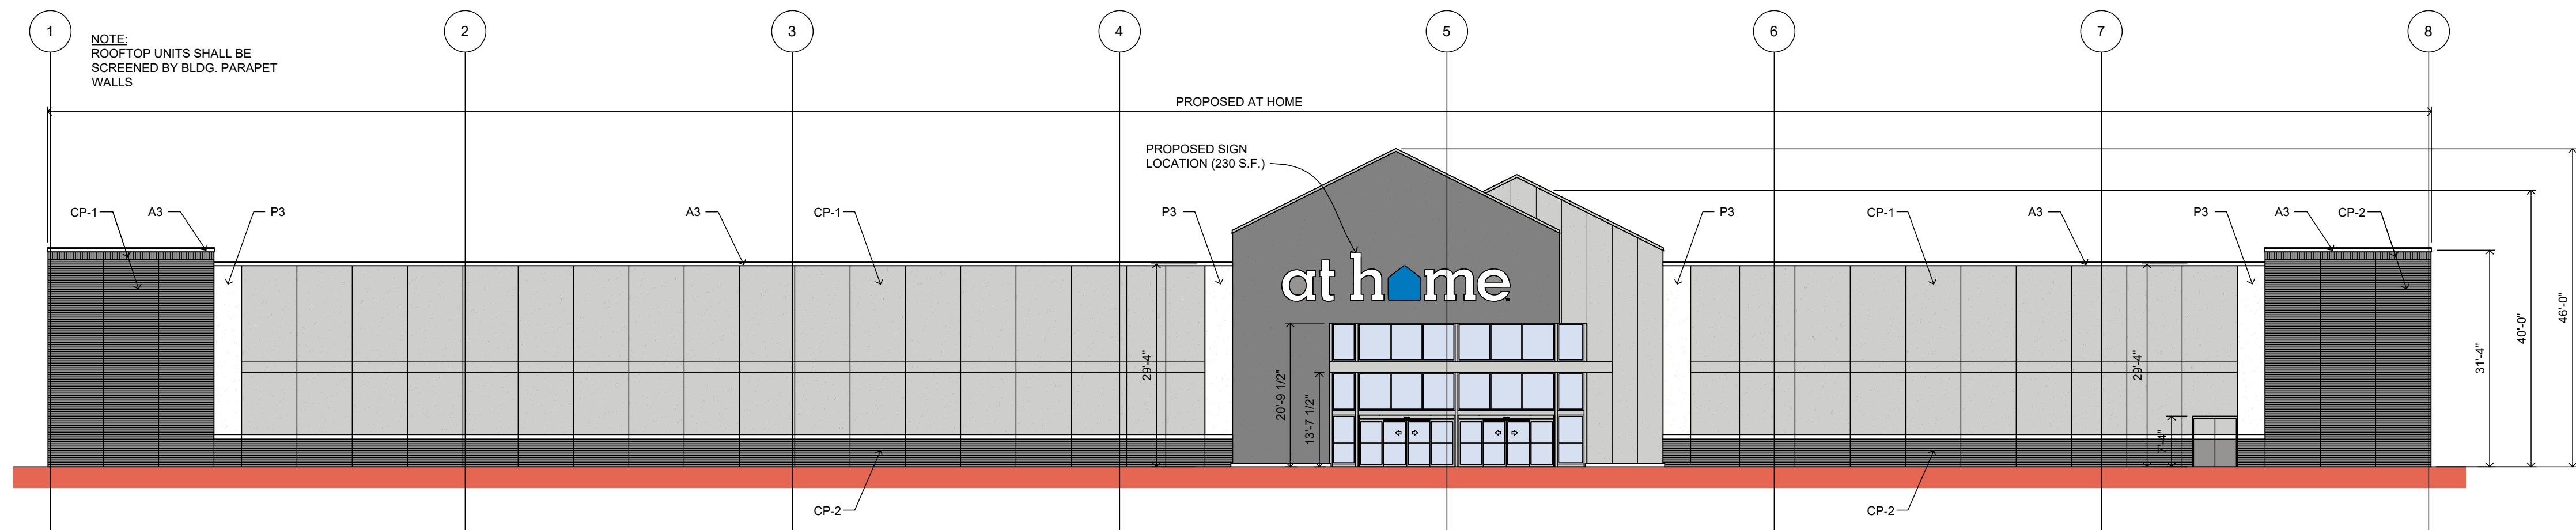 1
2
3
4
5
6
7
8
NOTE:
ROOFTOP UNITS SHALL BE
SCREENED BY BLDG. PARAPET
WALLS
PROPOSED AT HOME
PROPOSED SIGN
LOCATION (230 S.F.)
CP-1
A3
P3
A3
CP-1
P3
P3
CP-1
A3
P3
A3
CP-2
at home
29'-4"
20'-9 1/2"
13'-7 1/2"
29'-4"
7'-4"
31'-4"
40'-0"
46'-0"
CP-2
CP-2